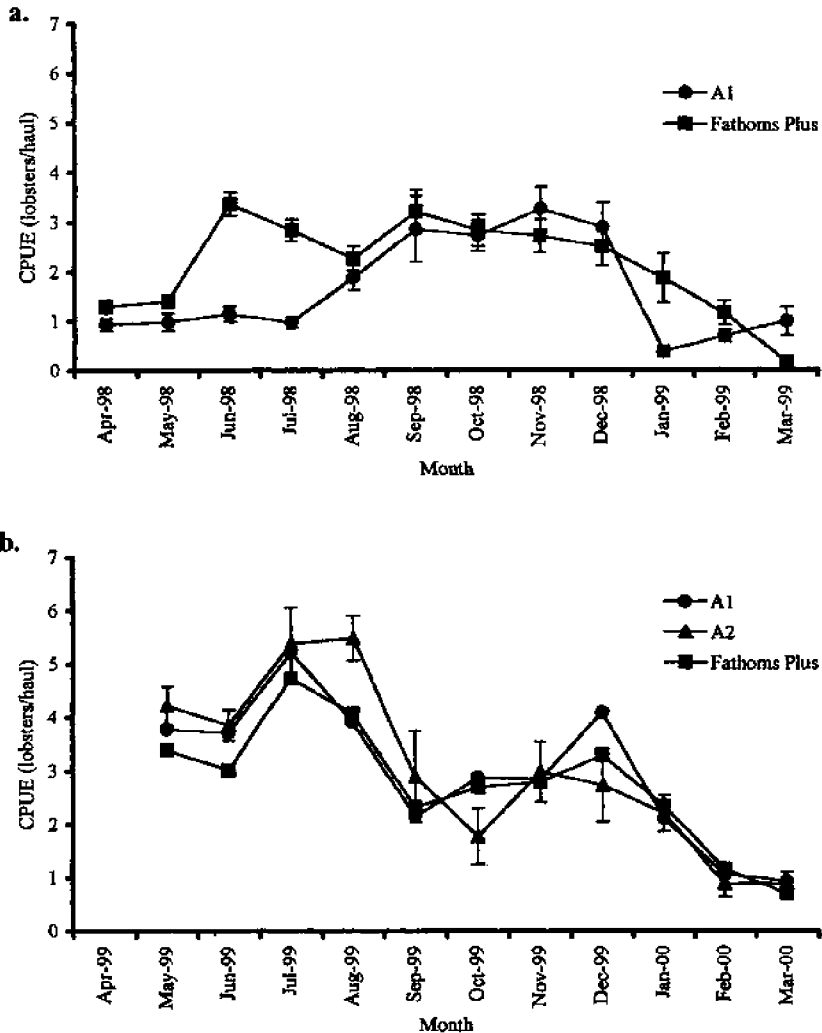 a.
7
6
5
4
3
2
1
0
CPUE (lobsters/haul)
A1
Fathoms Plus
Apr-98
May-98
Jun-98
Jul-98
Aug-98
Sep-98
Oct-98
Nov-98
Dec-98
Jan-99
Feb-99
Mar-99
Month
b.
7
6
5
4
3
2
1
0
CPUE (lobsters/haul)
A1
A2
Fathoms Plus
Apr-99
May-99
Jun-99
Jul-99
Aug-99
Sep-99
Oct-99
Nov-99
Dec-99
Jan-00
Feb-00
Mar-00
Month